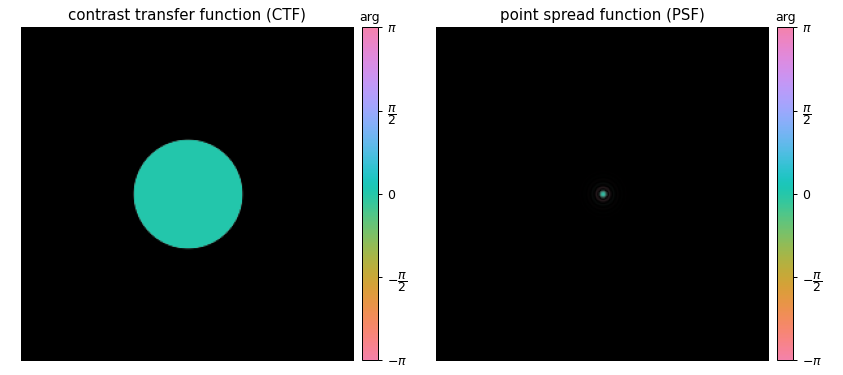 contrast transfer function (CTF)
arg
π
π/2
0
−π/2
−π
point spread function (PSF)
arg
π
π/2
0
−π/2
−π